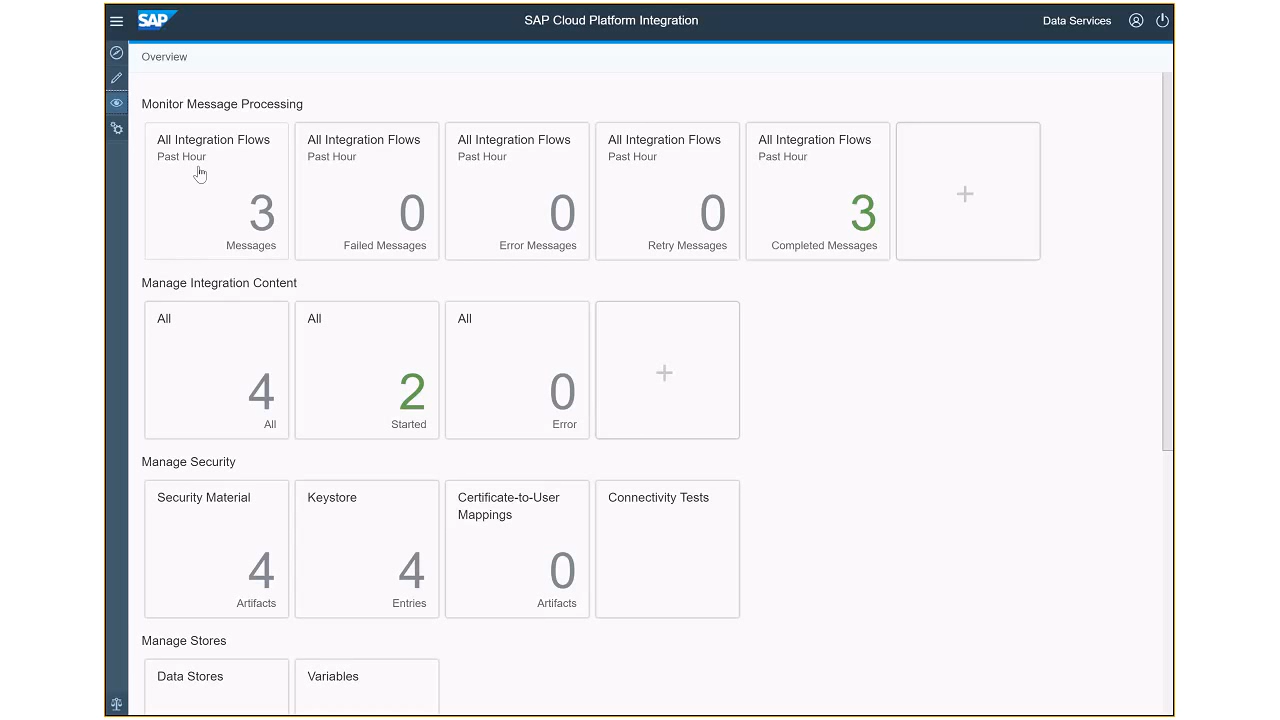 SAP
SAP Cloud Platform Integration
Data Services
Overview
Monitor Message Processing
All Integration Flows
Past Hour
3
Messages
All Integration Flows
Past Hour
0
Failed Messages
All Integration Flows
Past Hour
0
Error Messages
All Integration Flows
Past Hour
0
Retry Messages
All Integration Flows
Past Hour
3
Completed Messages
Manage Integration Content
All
4
All
All
2
Started
All
0
Error
Manage Security
Security Material
4
Artifacts
Keystore
4
Entries
Certificate-to-User
Mappings
0
Artifacts
Connectivity Tests
Manage Stores
Data Stores
Variables